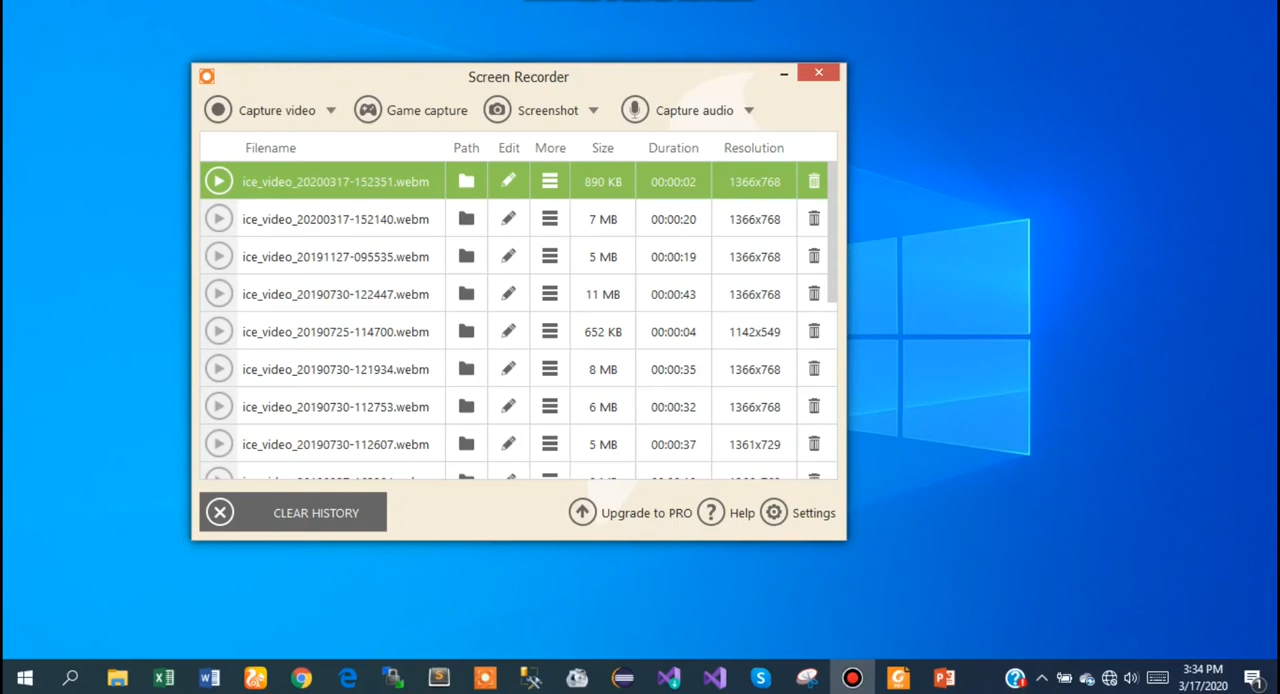 Screen Recorder
Capture video Game capture Screenshot Capture audio
Filename Path Edit More Size Duration Resolution
ice_video_20200317-152351.webm 890 KB 00:00:02 1366x768
ice_video_20200317-152140.webm 7 MB 00:00:20 1366x768
ice_video_20191127-095535.webm 5 MB 00:00:19 1366x768
ice_video_20190730-122447.webm 11 MB 00:00:43 1366x768
ice_video_20190725-114700.webm 652 KB 00:00:04 1142x549
ice_video_20190730-121934.webm 8 MB 00:00:35 1366x768
ice_video_20190730-112753.webm 6 MB 00:00:32 1366x768
ice_video_20190730-112607.webm 5 MB 00:00:37 1361x729
CLEAR HISTORY Upgrade to PRO ? Help Settings
3:34 PM
3/17/2020
1